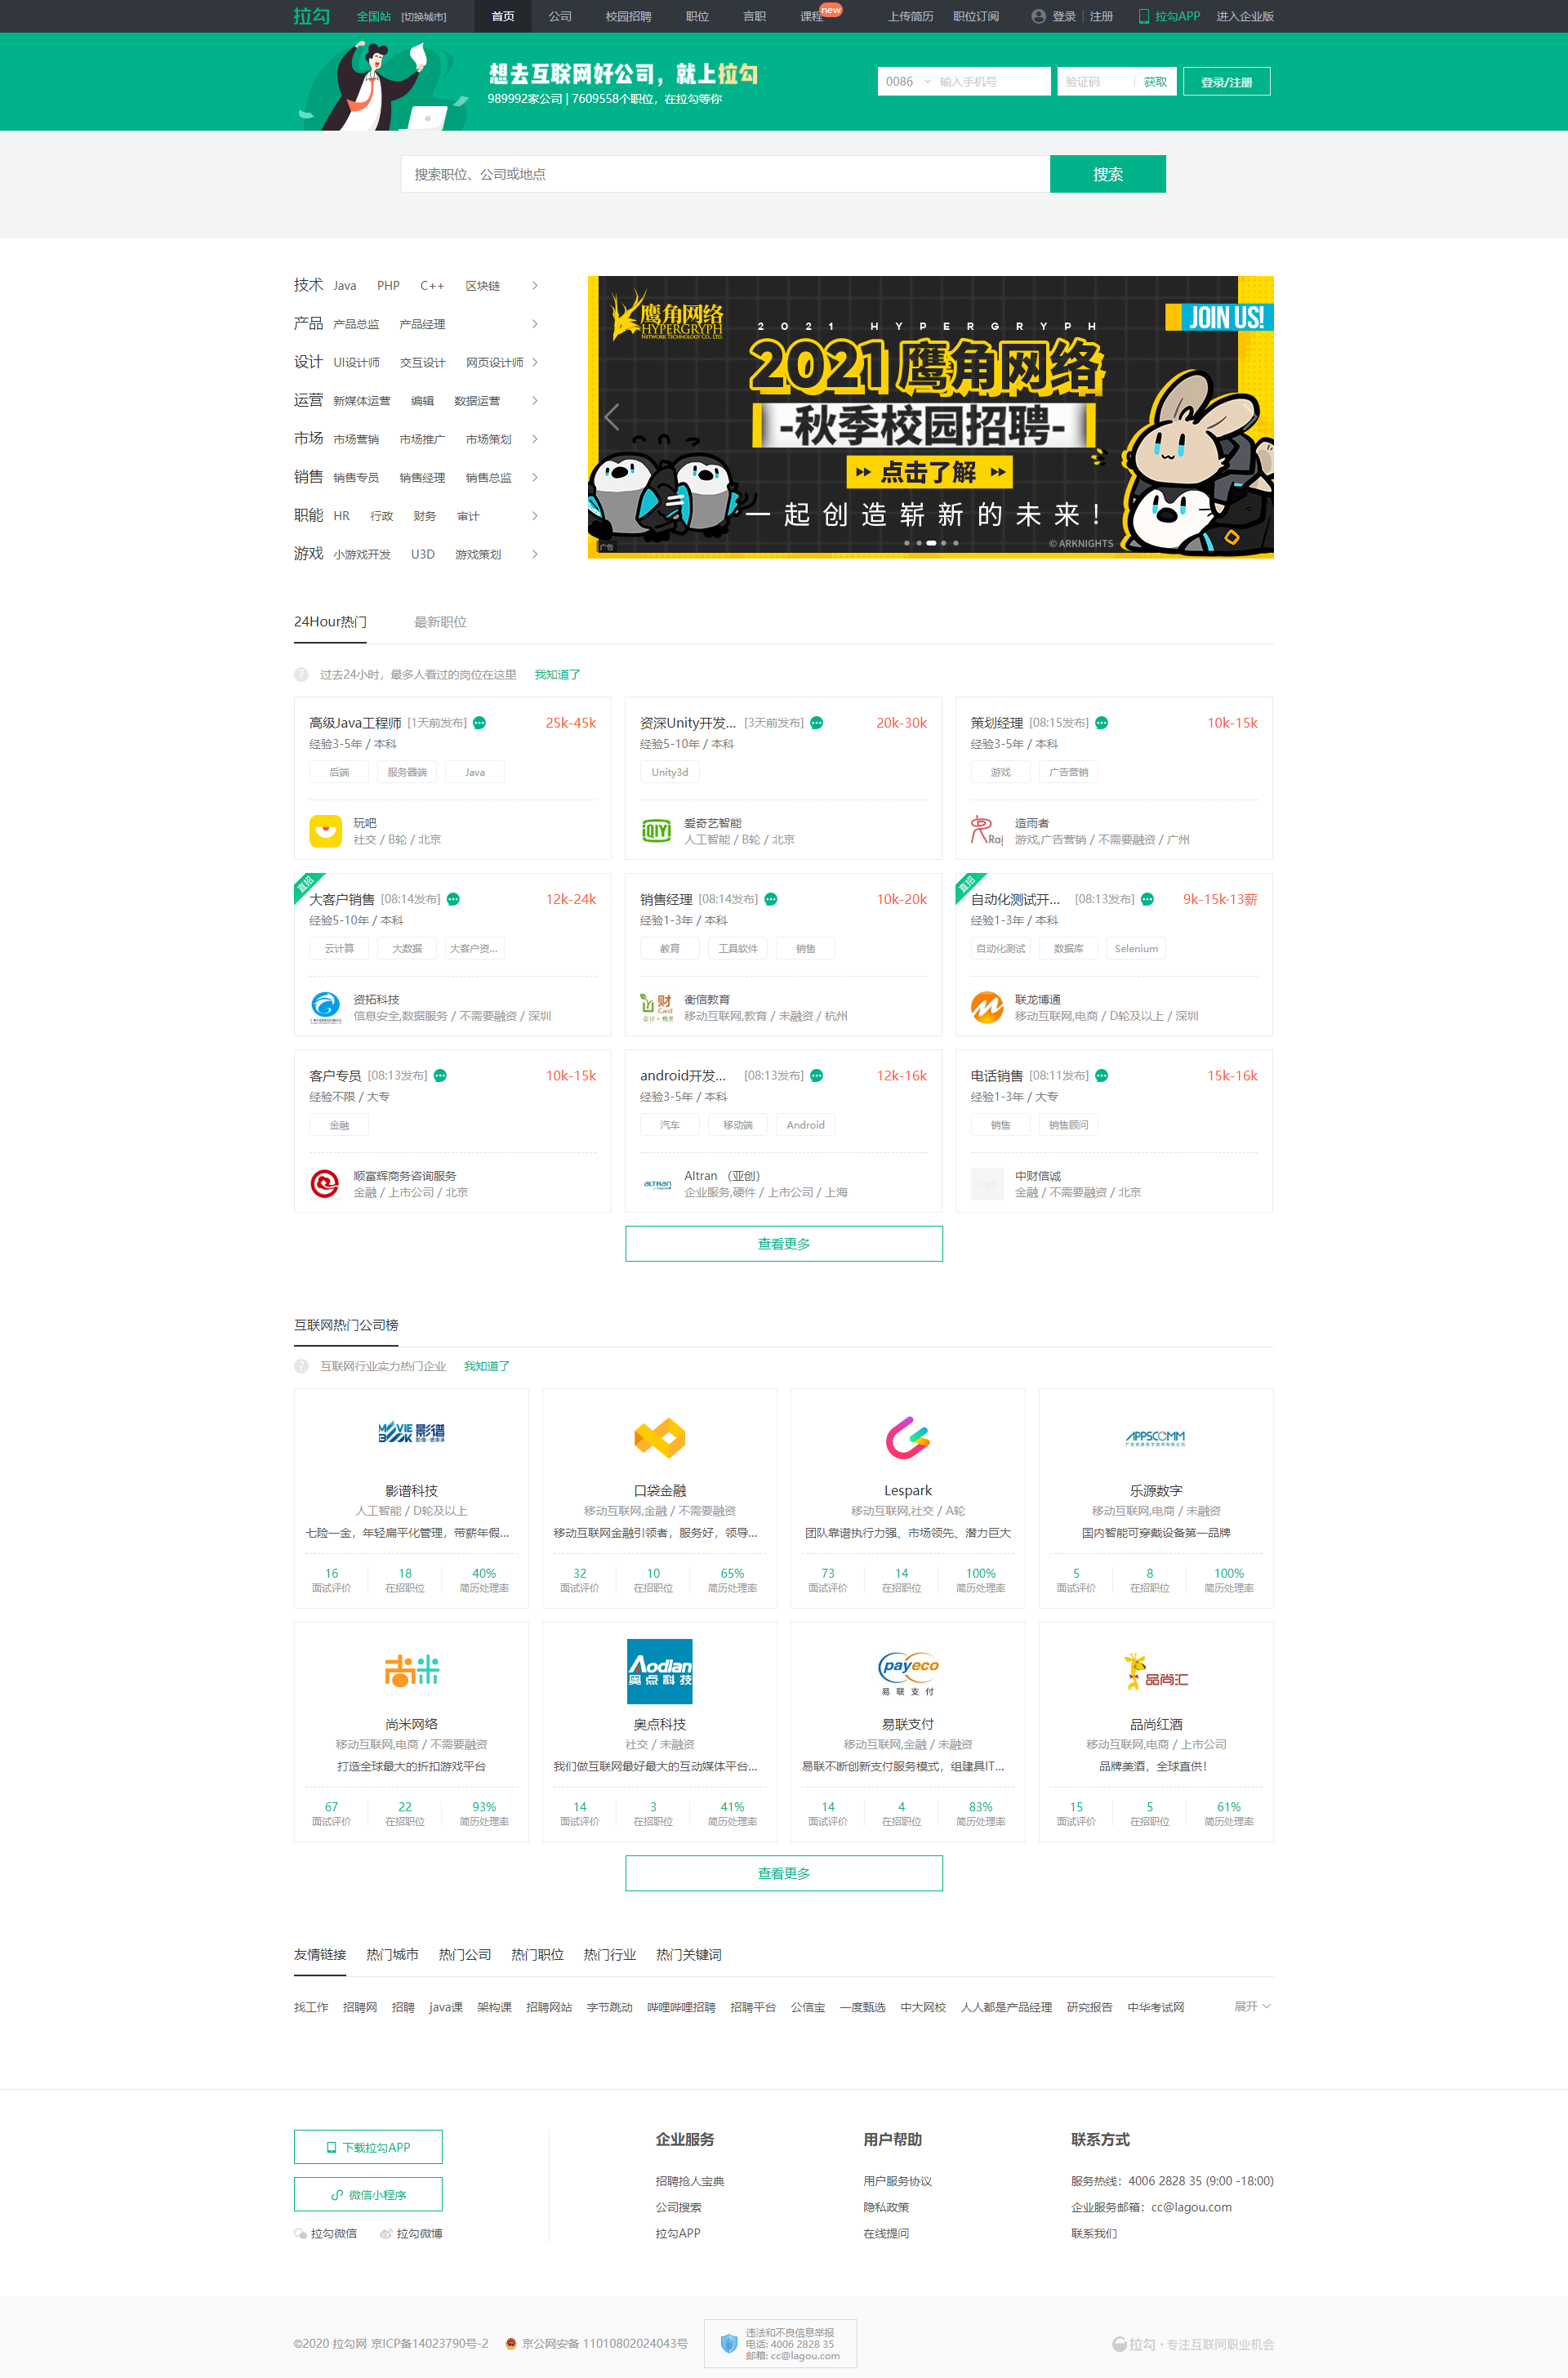 拉勾 全国站 [切换城市] 首页 公司 校园招聘 职位 言职 课程 new 上传简历 职位订阅 登录 | 注册 拉勾APP 进入企业版
想去互联网好公司，就上拉勾
989992家公司 | 7609558个职位，在拉勾等你
0086 输入手机号 验证码 获取 登录/注册
搜索职位、公司或地点 搜索
技术 Java PHP C++ 区块链
产品 产品总监 产品经理
设计 UI设计师 交互设计 网页设计师
运营 新媒体运营 编辑 数据运营
市场 市场营销 市场推广 市场策划
销售 销售专员 销售经理 销售总监
职能 HR 行政 财务 审计
游戏 小游戏开发 U3D 游戏策划
鹰角网络
HYPERGRYPH
NETWORK TECHNOLOGY CO., LTD.
2021 HYPERGRYPH
JOIN US!
2021鹰角网络
-秋季校园招聘-
点击了解
一起创造崭新的未来！
广告
© ARKNIGHTS
24Hour热门 最新职位
? 过去24小时，最多人看过的岗位在这里 我知道了
高级Java工程师 [1天前发布] 25k-45k
经验3-5年 / 本科
后端 服务器端 Java
玩吧
社交 / B轮 / 北京
资深Unity开发... [3天前发布] 20k-30k
经验5-10年 / 本科
Unity3d
iQIYI
爱奇艺智能
人工智能 / B轮 / 北京
策划经理 [08:15发布] 10k-15k
经验3-5年 / 本科
游戏 广告营销
造雨者
游戏,广告营销 / 不需要融资 / 广州
直招
大客户销售 [08:14发布] 12k-24k
经验5-10年 / 本科
云计算 大数据 大客户资...
资拓科技
信息安全,数据服务 / 不需要融资 / 深圳
销售经理 [08:14发布] 10k-20k
经验1-3年 / 本科
教育 工具软件 销售
衡信教育
移动互联网,教育 / 未融资 / 杭州
直招
自动化测试开... [08:13发布] 9k-15k·13薪
经验1-3年 / 本科
自动化测试 数据库 Selenium
联龙博通
移动互联网,电商 / D轮及以上 / 深圳
客户专员 [08:13发布] 10k-15k
经验不限 / 大专
金融
顺富辉商务咨询服务
金融 / 上市公司 / 北京
android开发... [08:13发布] 12k-16k
经验3-5年 / 本科
汽车 移动端 Android
altran
Altran （亚创）
企业服务,硬件 / 上市公司 / 上海
电话销售 [08:11发布] 15k-16k
经验1-3年 / 大专
销售 销售顾问
中财信诚
金融 / 不需要融资 / 北京
查看更多
互联网热门公司榜
? 互联网行业实力热门企业 我知道了
MOVIE BOOK 影谱
影谱科技
人工智能 / D轮及以上
七险一金，年轻扁平化管理，带薪年假...
16 18 40%
面试评价 在招职位 简历处理率
口袋金融
移动互联网,金融 / 不需要融资
移动互联网金融引领者，服务好，领导...
32 10 65%
面试评价 在招职位 简历处理率
Lespark
移动互联网,社交 / A轮
团队靠谱执行力强、市场领先、潜力巨大
73 14 100%
面试评价 在招职位 简历处理率
APPSCOMM
乐源数字
移动互联网,电商 / 未融资
国内智能可穿戴设备第一品牌
5 8 100%
面试评价 在招职位 简历处理率
尚米
尚米网络
移动互联网,电商 / 不需要融资
打造全球最大的折扣游戏平台
67 22 93%
面试评价 在招职位 简历处理率
Aodian
奥点科技
奥点科技
社交 / 未融资
我们做互联网最好最大的互动媒体平台...
14 3 41%
面试评价 在招职位 简历处理率
payeco
易联支付
易联支付
移动互联网,金融 / 未融资
易联不断创新支付服务模式，组建具IT...
14 4 83%
面试评价 在招职位 简历处理率
品尚汇
品尚红酒
移动互联网,电商 / 上市公司
品牌美酒，全球直供！
15 5 61%
面试评价 在招职位 简历处理率
查看更多
友情链接 热门城市 热门公司 热门职位 热门行业 热门关键词
找工作 招聘网 招聘 java课 架构课 招聘网站 字节跳动 哔哩哔哩招聘 招聘平台 公信宝 一度甄选 中大网校 人人都是产品经理 研究报告 中华考试网 展开
下载拉勾APP
微信小程序
拉勾微信 拉勾微博
企业服务
招聘抢人宝典
公司搜索
拉勾APP
用户帮助
用户服务协议
隐私政策
在线提问
联系方式
服务热线：4006 2828 35 (9:00 -18:00)
企业服务邮箱：cc@lagou.com
联系我们
©2020 拉勾网 京ICP备14023790号-2 京公网安备 11010802024043号
违法和不良信息举报
电话: 4006 2828 35
邮箱: cc@lagou.com
拉勾·专注互联网职业机会